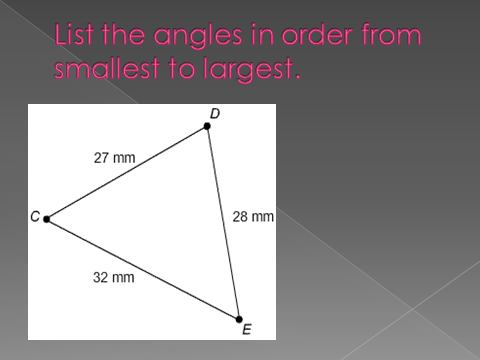 List the angles in order from
smallest to largest.
D
27 mm
C
28 mm
32 mm
E